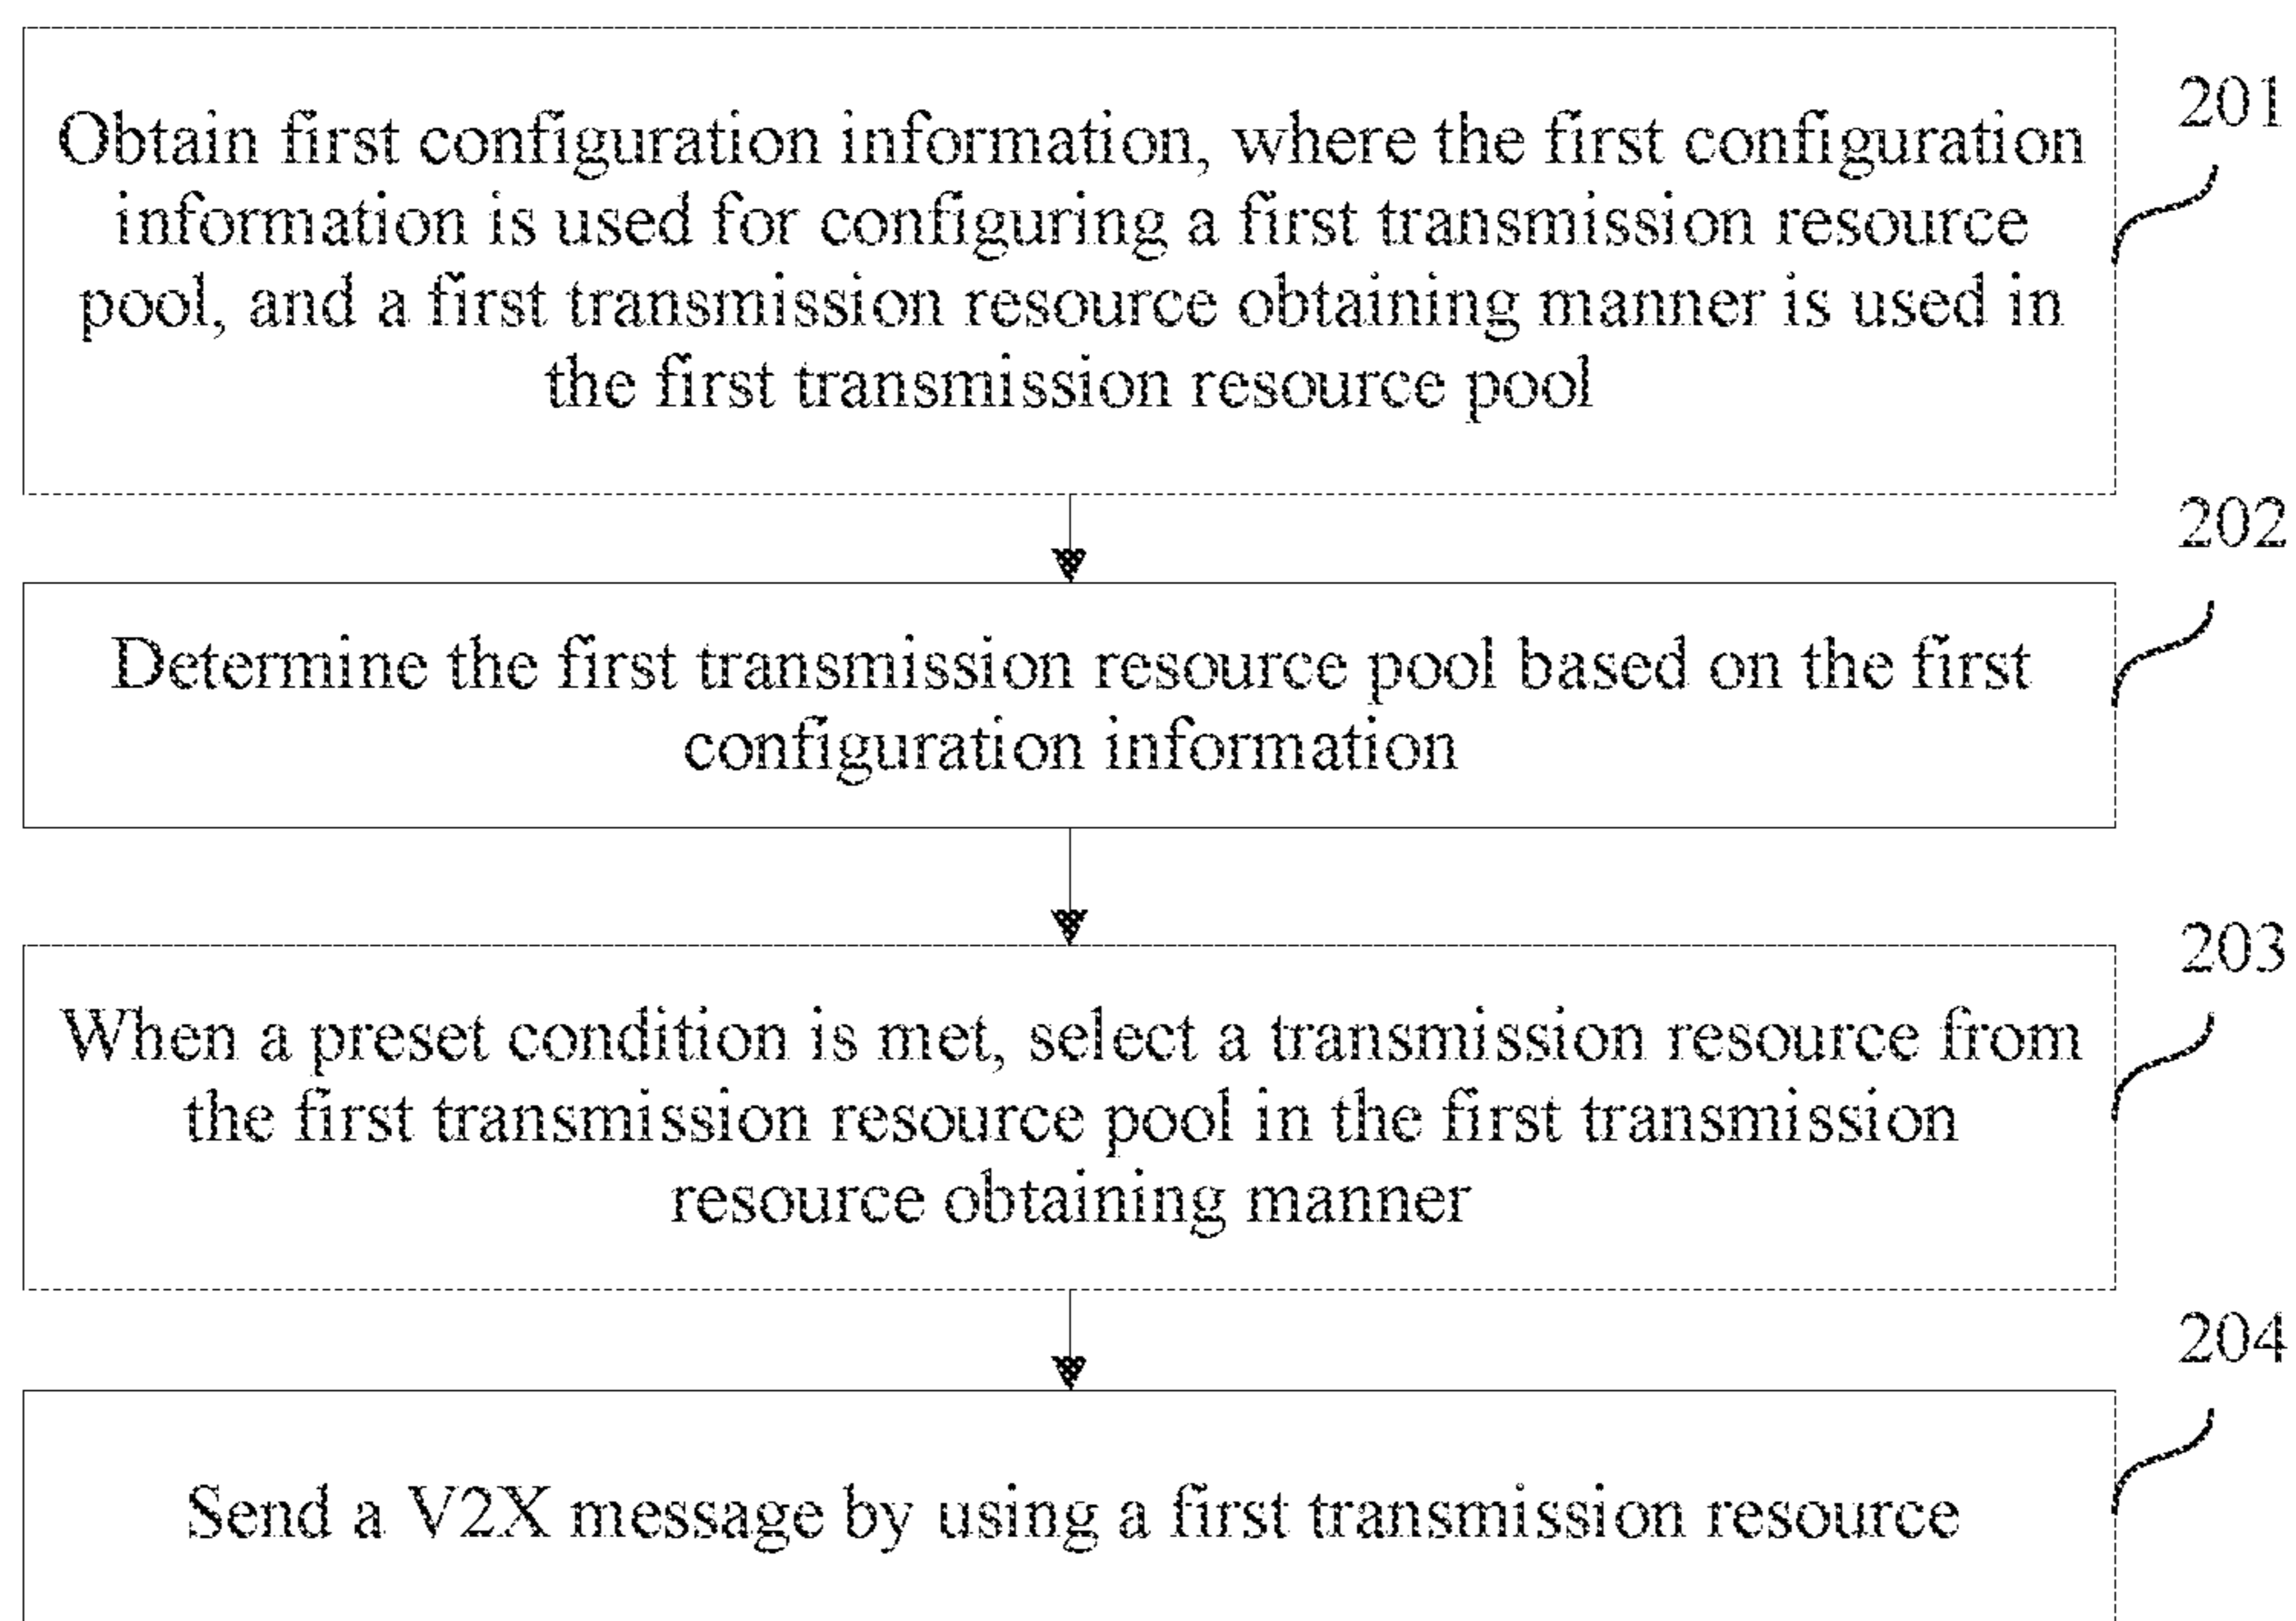 Obtain first configuration information, where the first configuration
information is used for configuring a first transmission resource
pool, and a first transmission resource obtaining manner is used in
the first transmission resource pool
201
202
Determine the first transmission resource pool based on the first
configuration information
203
When a preset condition is met, select a transmission resource from
the first transmission resource pool in the first transmission
resource obtaining manner
204
Send a V2X message by using a first transmission resource